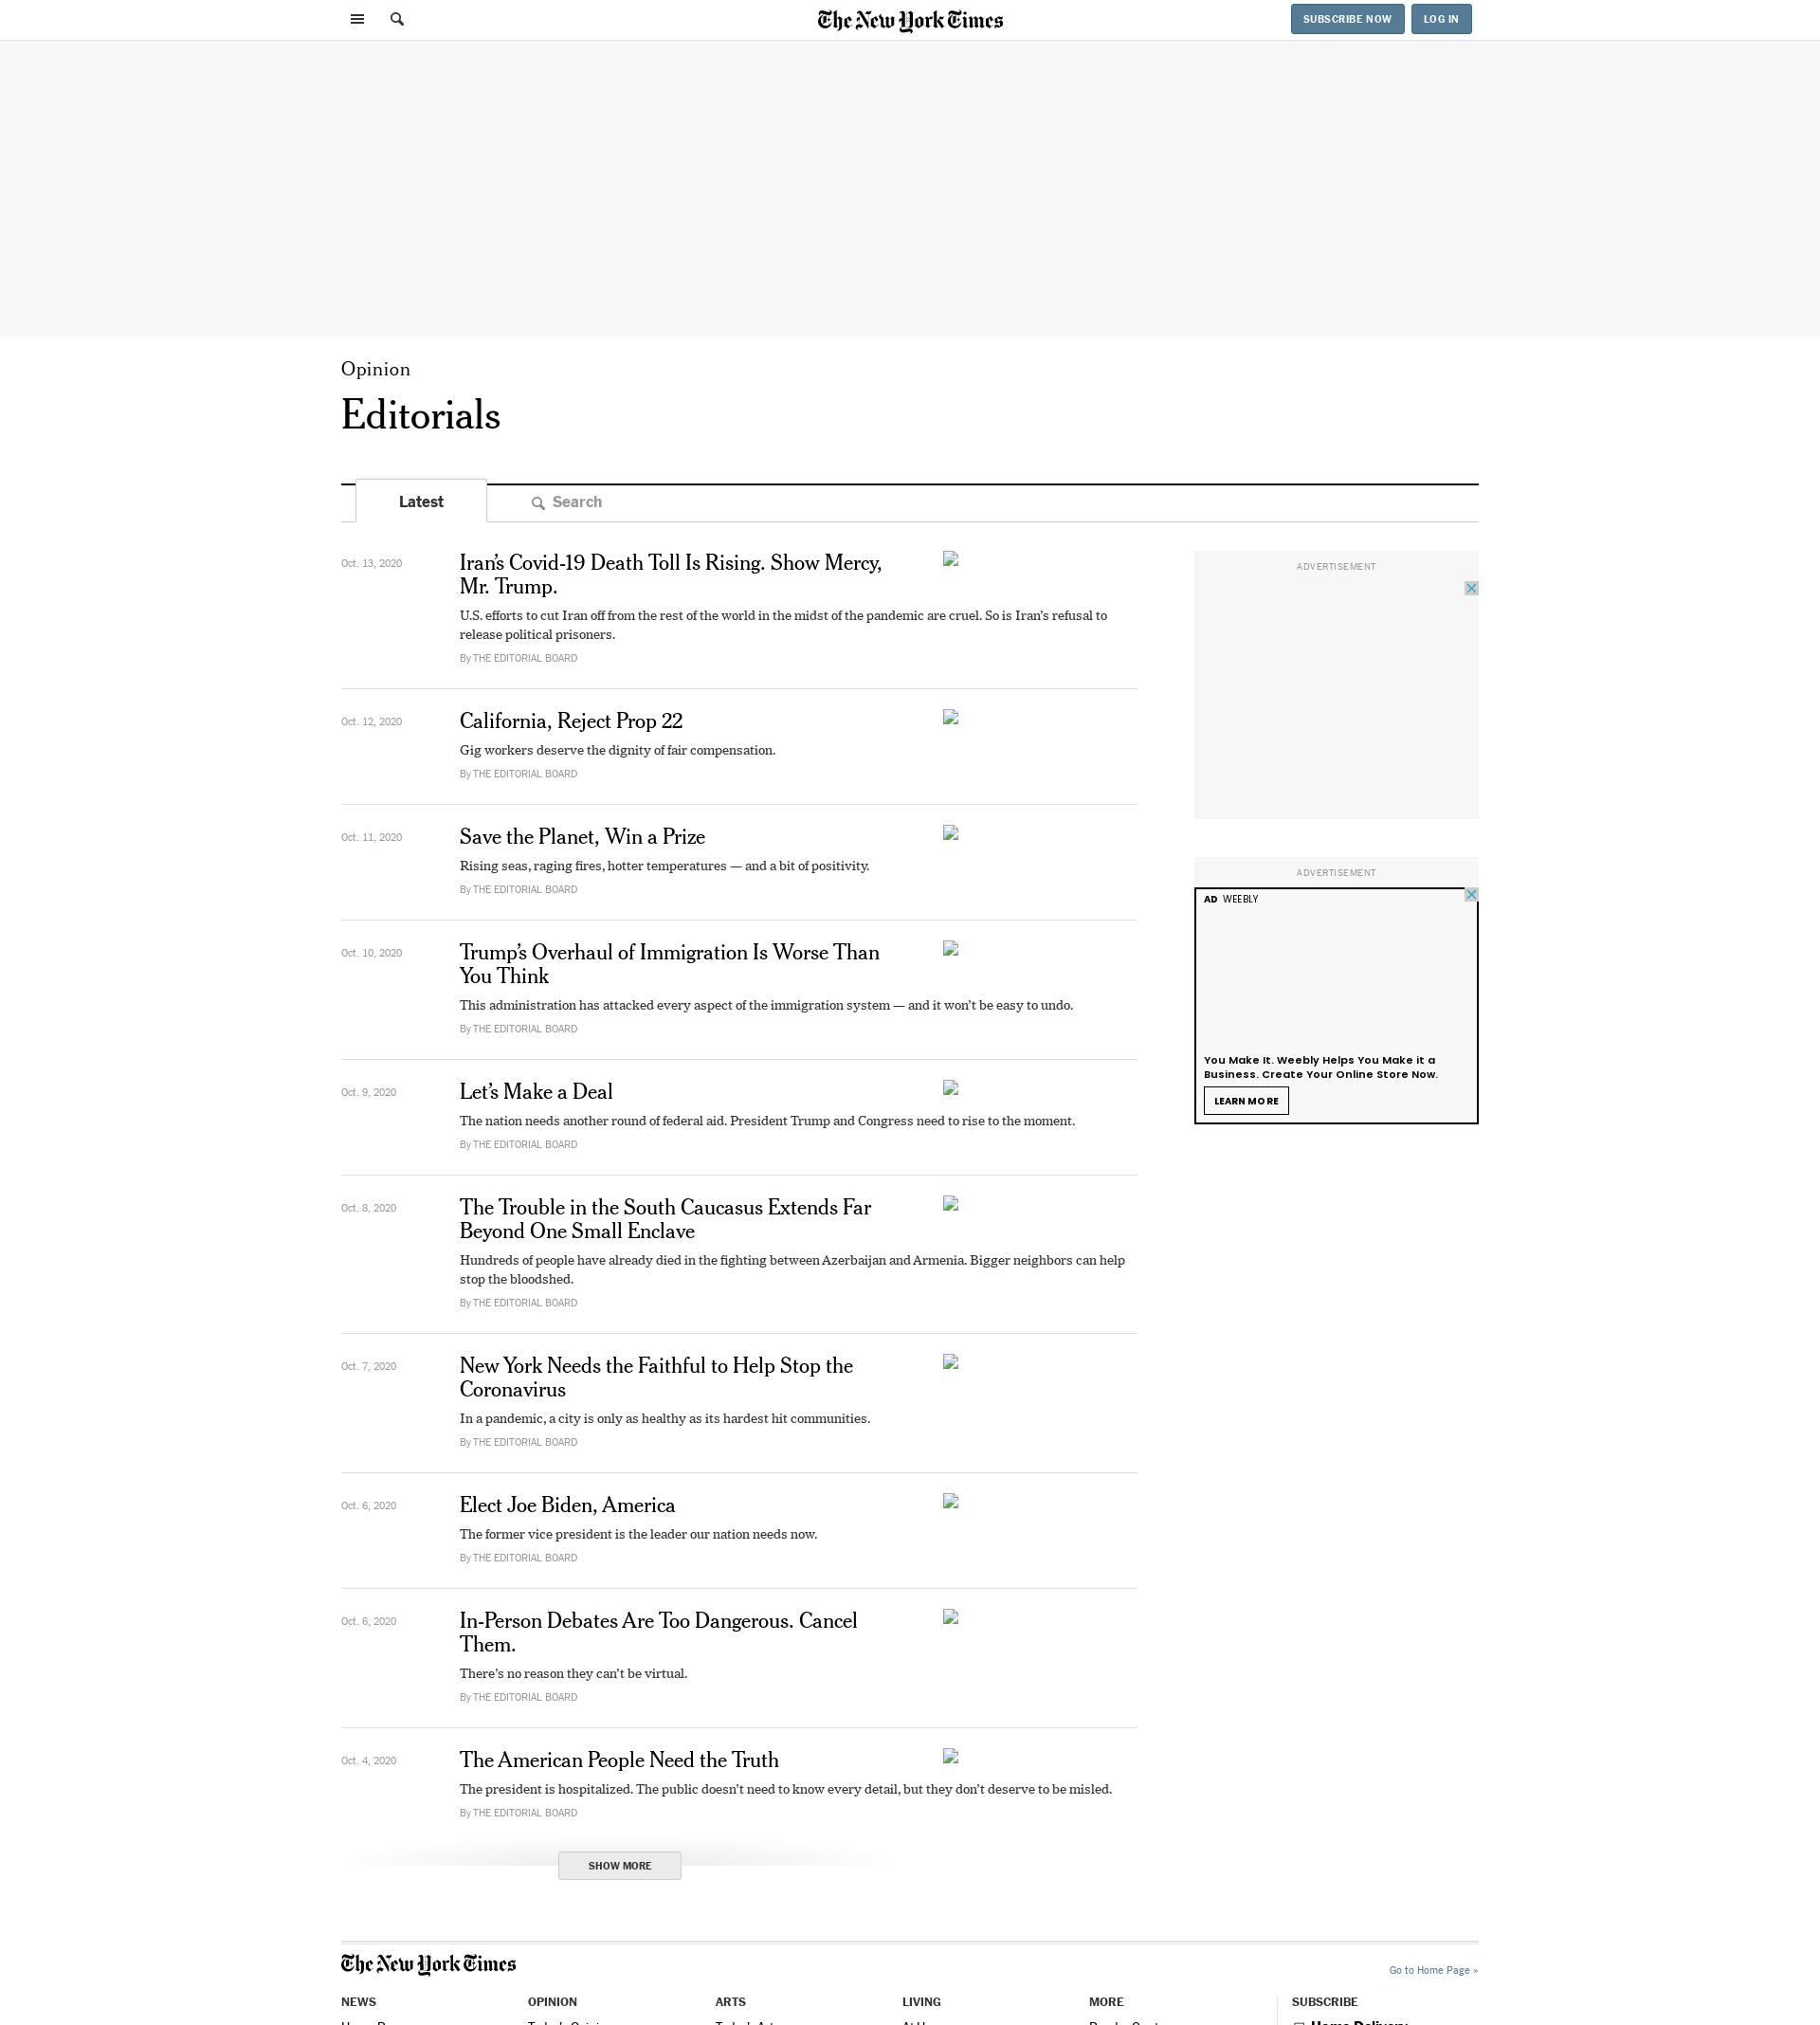 The New York Times
SUBSCRIBE NOW
LOG IN
Opinion
Editorials
Latest
Search
Oct. 13, 2020
Iran's Covid-19 Death Toll Is Rising. Show Mercy,
Mr. Trump.
U.S. efforts to cut Iran off from the rest of the world in the midst of the pandemic are cruel. So is Iran's refusal to
release political prisoners.
By THE EDITORIAL BOARD
Oct. 12, 2020
California, Reject Prop 22
Gig workers deserve the dignity of fair compensation.
By THE EDITORIAL BOARD
Oct. 11, 2020
Save the Planet, Win a Prize
Rising seas, raging fires, hotter temperatures — and a bit of positivity.
By THE EDITORIAL BOARD
Oct. 10, 2020
Trump's Overhaul of Immigration Is Worse Than
You Think
This administration has attacked every aspect of the immigration system — and it won't be easy to undo.
By THE EDITORIAL BOARD
Oct. 9, 2020
Let's Make a Deal
The nation needs another round of federal aid. President Trump and Congress need to rise to the moment.
By THE EDITORIAL BOARD
Oct. 8, 2020
The Trouble in the South Caucasus Extends Far
Beyond One Small Enclave
Hundreds of people have already died in the fighting between Azerbaijan and Armenia. Bigger neighbors can help
stop the bloodshed.
By THE EDITORIAL BOARD
Oct. 7, 2020
New York Needs the Faithful to Help Stop the
Coronavirus
In a pandemic, a city is only as healthy as its hardest hit communities.
By THE EDITORIAL BOARD
Oct. 6, 2020
Elect Joe Biden, America
The former vice president is the leader our nation needs now.
By THE EDITORIAL BOARD
Oct. 6, 2020
In-Person Debates Are Too Dangerous. Cancel
Them.
There's no reason they can't be virtual.
By THE EDITORIAL BOARD
Oct. 4, 2020
The American People Need the Truth
The president is hospitalized. The public doesn't need to know every detail, but they don't deserve to be misled.
By THE EDITORIAL BOARD
SHOW MORE
ADVERTISEMENT
ADVERTISEMENT
AD WEEBLY
You Make It. Weebly Helps You Make it a
Business. Create Your Online Store Now.
LEARN MORE
The New York Times
Go to Home Page »
NEWS
OPINION
ARTS
LIVING
MORE
SUBSCRIBE
Home Delivery